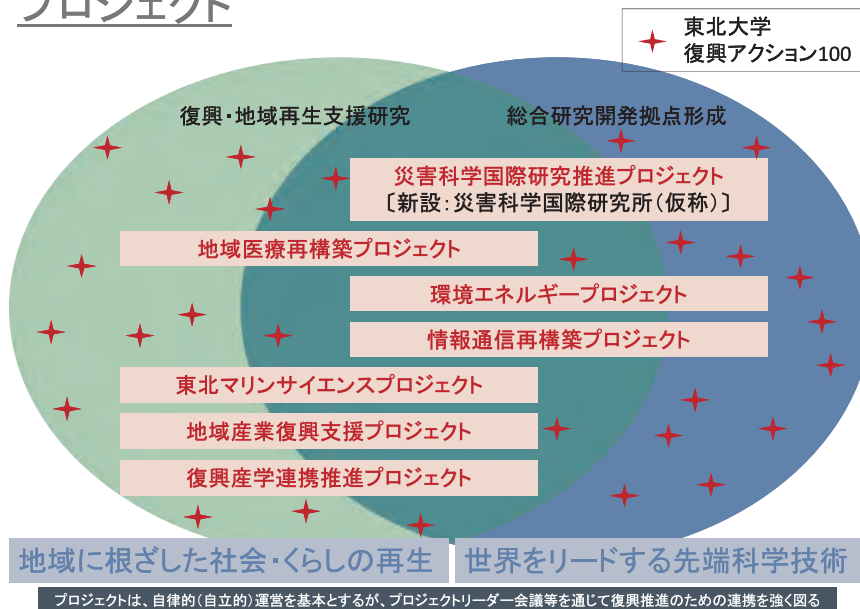 プロジェクト
東北大学
復興アクション100
復興・地域再生支援研究
総合研究開発拠点形成
災害科学国際研究推進プロジェクト
〔新設：災害科学国際研究所（仮称）〕
地域医療再構築プロジェクト
環境エネルギープロジェクト
情報通信再構築プロジェクト
東北マリンサイエンスプロジェクト
地域産業復興支援プロジェクト
復興産学連携推進プロジェクト
地域に根ざした社会・くらしの再生
世界をリードする先端科学技術
プロジェクトは、自律的（自立的）運営を基本とするが、プロジェクトリーダー会議等を通じて復興推進のための連携を強く図る